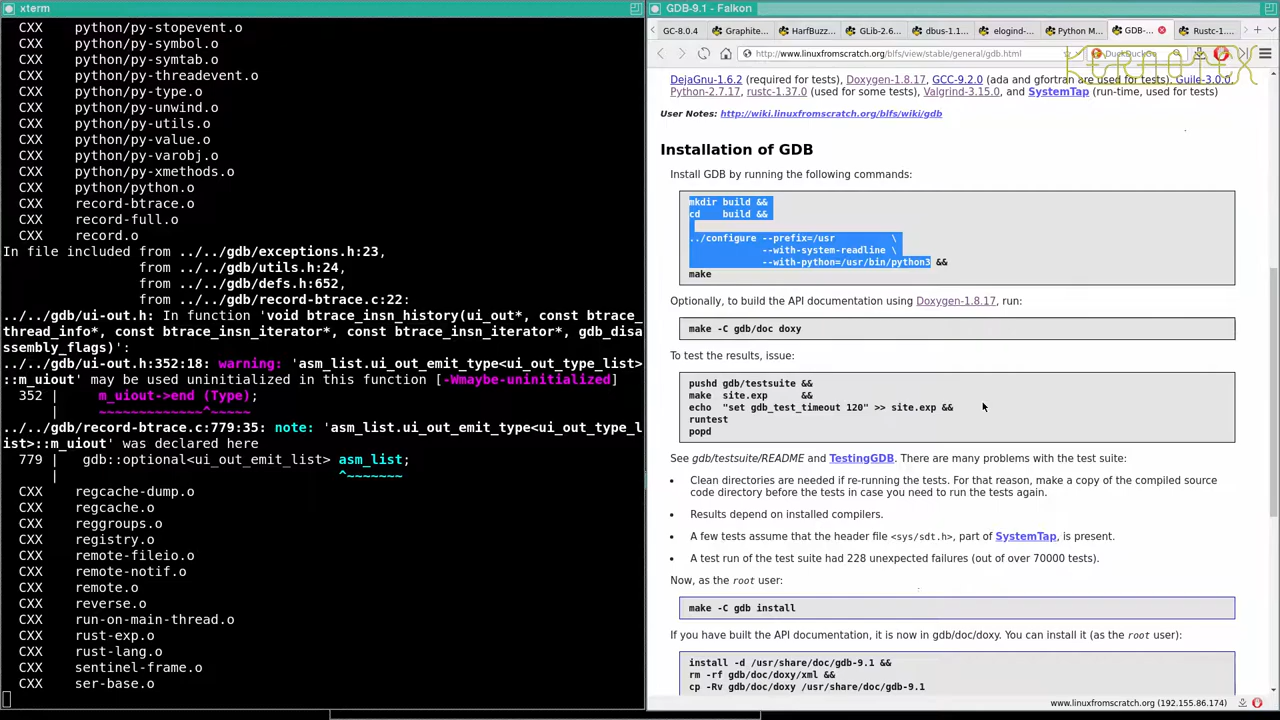 xterm
CXX python/py-stopevent.o
CXX python/py-symbol.o
CXX python/py-symtab.o
CXX python/py-threadevent.o
CXX python/py-type.o
CXX python/py-unwind.o
CXX python/py-utils.o
CXX python/py-value.o
CXX python/py-varobj.o
CXX python/py-xmethods.o
CXX python/python.o
CXX record-btrace.o
CXX record-full.o
CXX record.o
In file included from ../../gdb/exceptions.h:23,
from ../../gdb/utils.h:24,
from ../../gdb/defs.h:652,
from ../../gdb/record-btrace.c:22:
../../gdb/ui-out.h: In function 'void btrace_insn_history(ui_out*, const btrace_
thread_info*, const btrace_insn_iterator*, const btrace_insn_iterator*, gdb_disa
ssembly_flags)':
../../gdb/ui-out.h:352:18: warning: 'asm_list.ui_out_emit_type<ui_out_type_list>
::m_uiout' may be used uninitialized in this function [-Wmaybe-uninitialized]
352 | m_uiout->end (Type);
| ~~~~~~~~~~~~~^~~~~~
../../gdb/record-btrace.c:779:35: note: 'asm_list.ui_out_emit_type<ui_out_type_l
ist>::m_uiout' was declared here
779 | gdb::optional<ui_out_emit_list> asm_list;
| ^~~~~~~~
CXX regcache-dump.o
CXX regcache.o
CXX reggroups.o
CXX registry.o
CXX remote-fileio.o
CXX remote-notif.o
CXX remote.o
CXX reverse.o
CXX run-on-main-thread.o
CXX rust-exp.o
CXX rust-lang.o
CXX sentinel-frame.o
CXX ser-base.o
GDB-9.1 - Falkon
GC-8.0.4 Graphite... HarfBuzz... GLib-2.6... dbus-1.1... elogind-... Python M... GDB-... Rustc-1...
http://www.linuxfromscratch.org/blfs/view/stable/general/gdb.html DuckDuckGo
KERNOTEX
DejaGnu-1.6.2 (required for tests), Doxygen-1.8.17, GCC-9.2.0 (ada and gfortran are used for tests), Guile-3.0.0,
Python-2.7.17, rustc-1.37.0 (used for some tests), Valgrind-3.15.0, and SystemTap (run-time, used for tests)
User Notes: http://wiki.linuxfromscratch.org/blfs/wiki/gdb
Installation of GDB
Install GDB by running the following commands:
mkdir build &&
cd build &&
../configure --prefix=/usr \
--with-system-readline \
--with-python=/usr/bin/python3 &&
make
Optionally, to build the API documentation using Doxygen-1.8.17, run:
make -C gdb/doc doxy
To test the results, issue:
pushd gdb/testsuite &&
make site.exp &&
echo "set gdb_test_timeout 120" >> site.exp &&
runtest
popd
See gdb/testsuite/README and TestingGDB. There are many problems with the test suite:
• Clean directories are needed if re-running the tests. For that reason, make a copy of the compiled source
code directory before the tests in case you need to run the tests again.
• Results depend on installed compilers.
• A few tests assume that the header file <sys/sdt.h>, part of SystemTap, is present.
• A test run of the test suite had 228 unexpected failures (out of over 70000 tests).
Now, as the root user:
make -C gdb install
If you have built the API documentation, it is now in gdb/doc/doxy. You can install it (as the root user):
install -d /usr/share/doc/gdb-9.1 &&
rm -rf gdb/doc/doxy/xml &&
cp -Rv gdb/doc/doxy /usr/share/doc/gdb-9.1
www.linuxfromscratch.org (192.155.86.174)